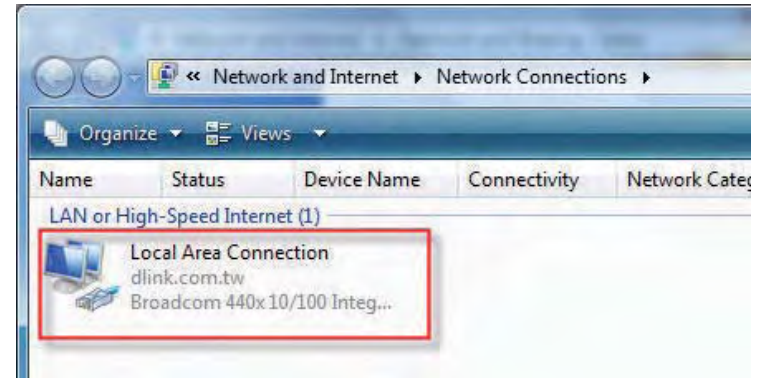 « Network and Internet ▸ Network Connections ▸
Organize ▾ Views ▾
Name Status Device Name Connectivity Network Categ
LAN or High-Speed Internet (1)
Local Area Connection
dlink.com.tw
Broadcom 440x 10/100 Integ...